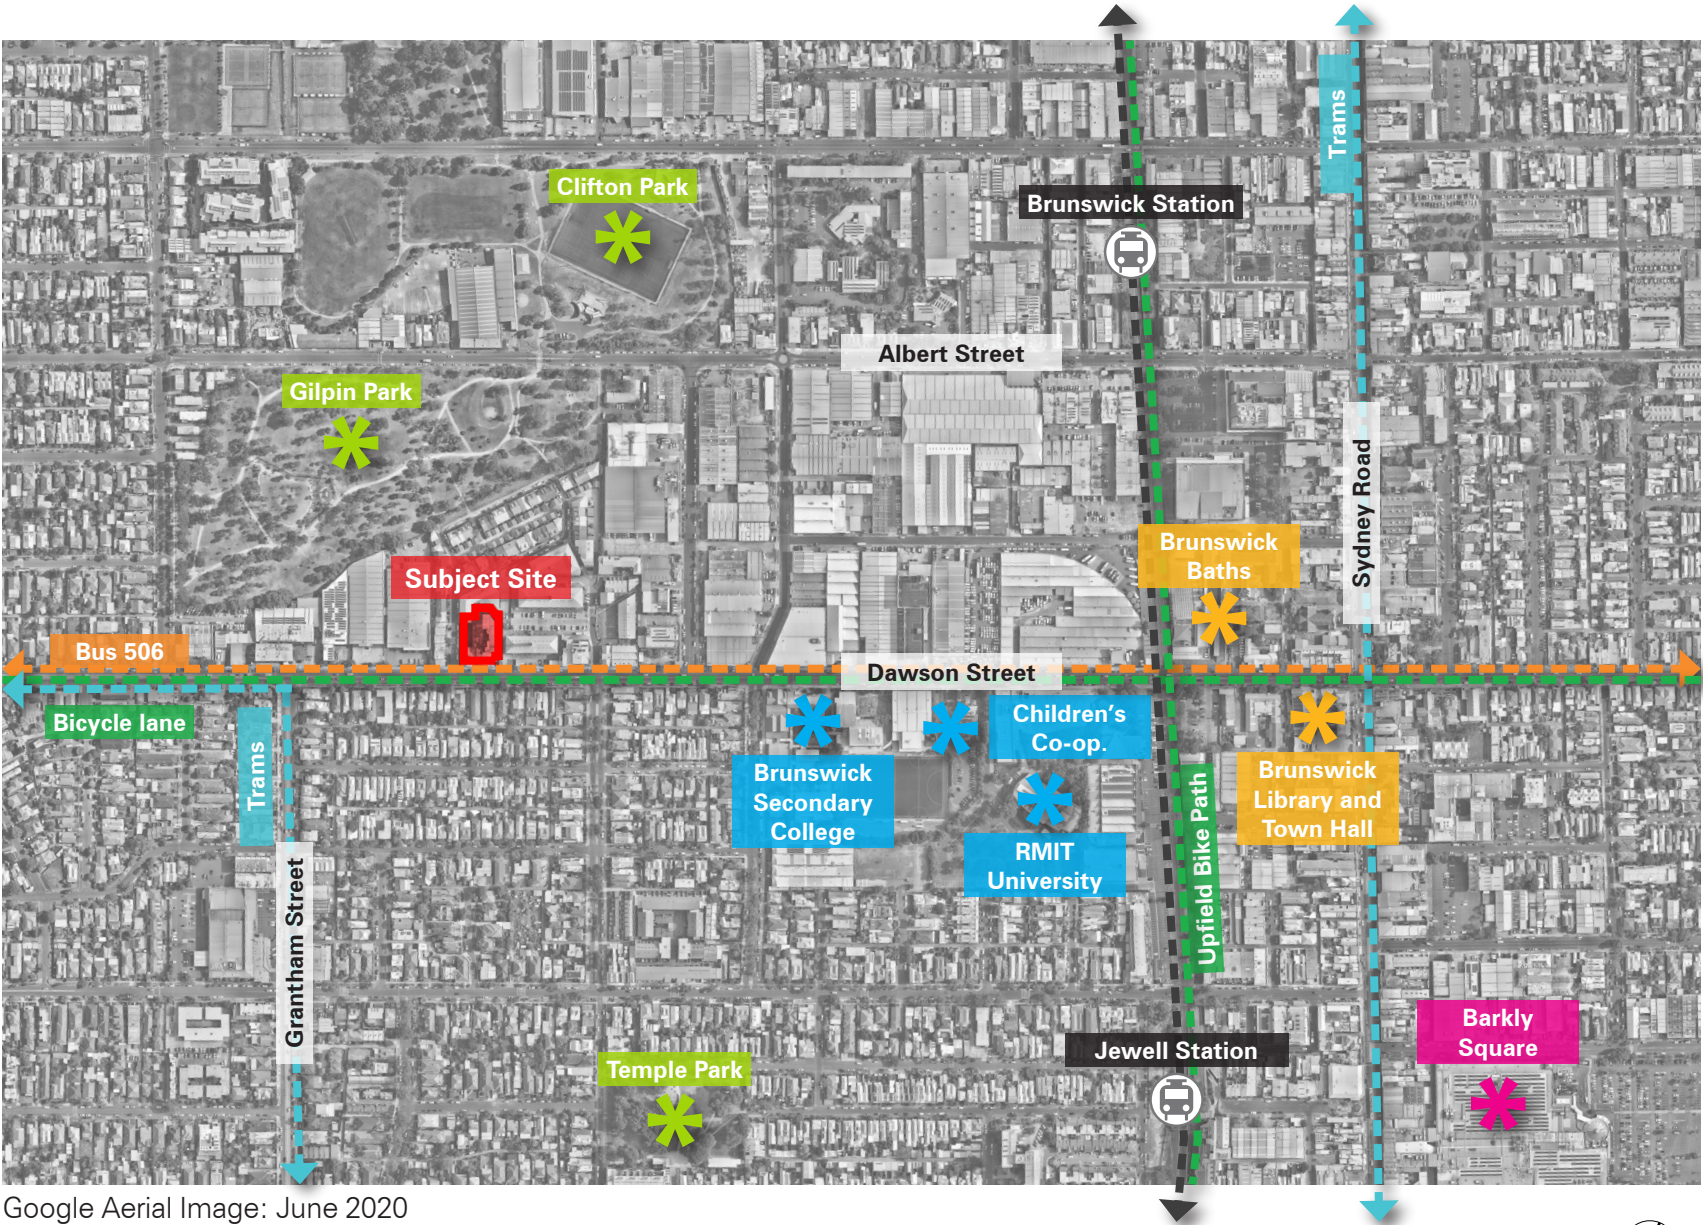 Trams
Clifton Park
Brunswick Station
Albert Street
Gilpin Park
Sydney Road
Brunswick
Baths
Subject Site
Bus 506
Dawson Street
Bicycle lane
Trams
Children's
Co-op.
Brunswick
Secondary
College
Brunswick
Library and
Town Hall
Upfield Bike Path
RMIT
University
Grantham Street
Barkly
Square
Jewell Station
Temple Park
Google Aerial Image: June 2020